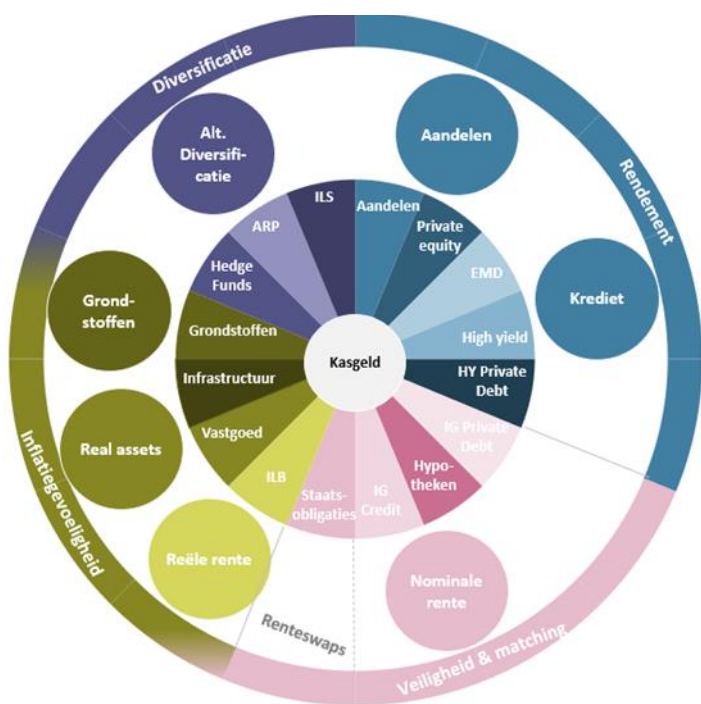 Diversificatie
Rendement
Inflatiegevoeligheid
Veiligheid & matching
Alt.
Diversifi-
catie
Aandelen
Krediet
Nominale
rente
Renteswaps
Reële rente
Real assets
Grond-
stoffen
ILS
Aandelen
Private
equity
EMD
High yield
HY Private
Debt
IG Private
Debt
Hypo-
theken
IG
Credit
Staats-
obligaties
ILB
Vastgoed
Infrastructuur
Grondstoffen
Hedge
Funds
ARP
Kasgeld